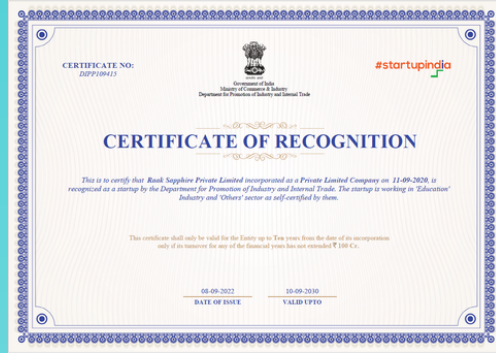 CERTIFICATE NO:
DIPP109415
#startupindia
Government of India
Ministry of Commerce & Industry
Department for Promotion of Industry and Internal Trade
CERTIFICATE OF RECOGNITION
This is to certify that Raak Sapphire Private Limited incorporated as a Private Limited Company on 11-09-2020, is
recognized as a startup by the Department for Promotion of Industry and Internal Trade. The startup is working in 'Education'
Industry and 'Others' sector as self-certified by them.
This certificate shall only be valid for the Entity up to Ten years from the date of its incorporation
only if its turnover for any of the financial years has not extended ₹ 100 Cr.
08-09-2022
10-09-2030
DATE OF ISSUE
VALID UPTO